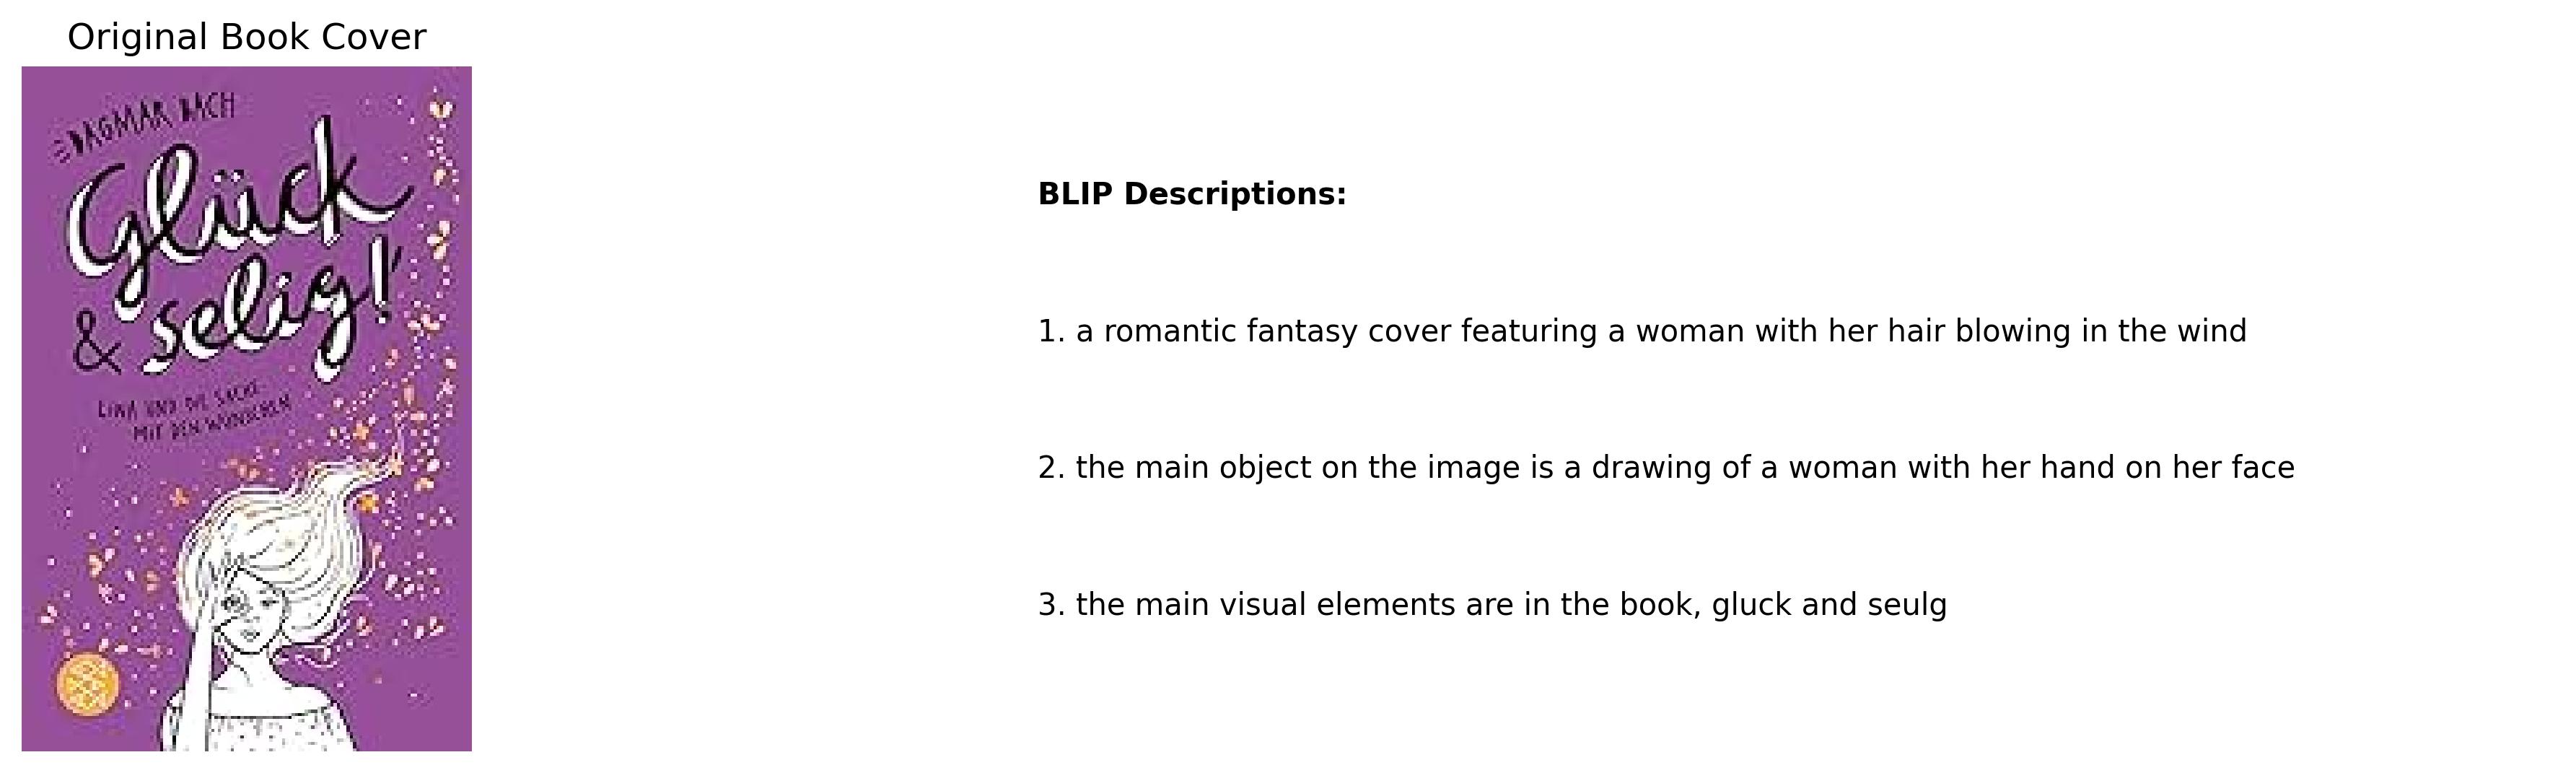 Original Book Cover
DAGMAR BACH
Glück
& selig!
LINA UND DIE SACHE
MIT DEN WUNDERN
BLIP Descriptions:
1. a romantic fantasy cover featuring a woman with her hair blowing in the wind
2. the main object on the image is a drawing of a woman with her hand on her face
3. the main visual elements are in the book, gluck and seulg